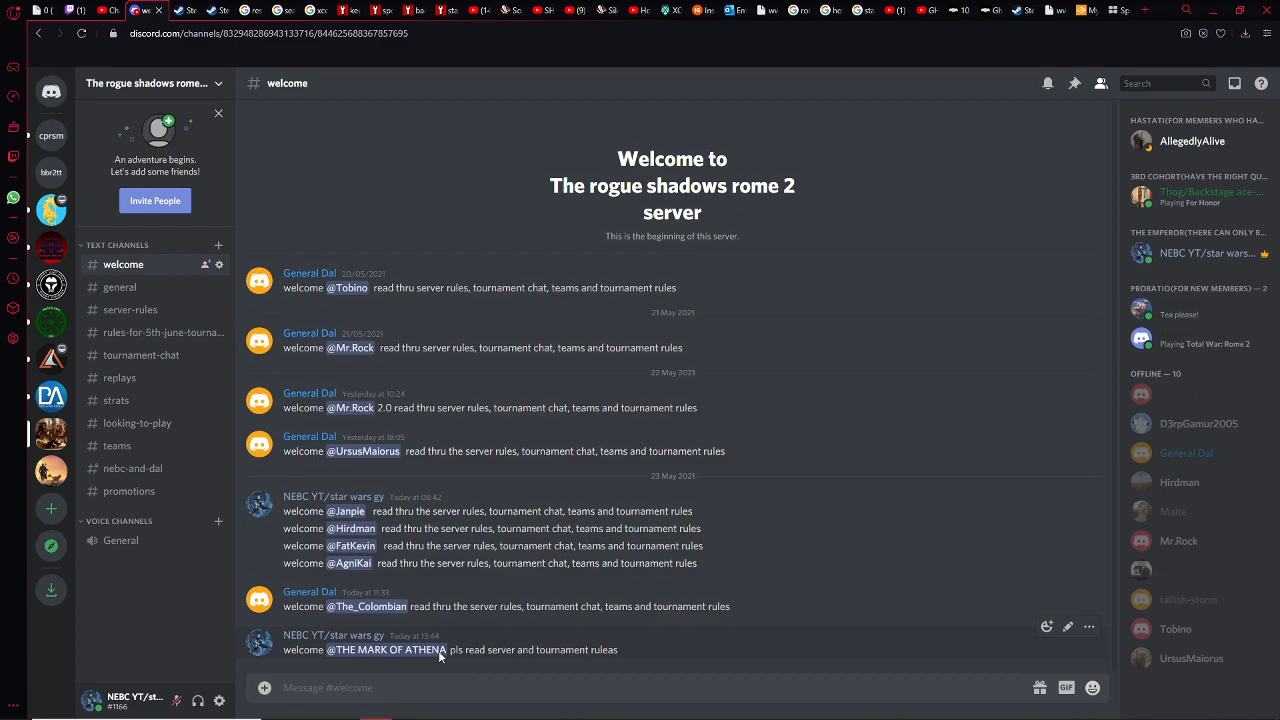 discord.com/channels/832948286943133716/844625688367857695
The rogue shadows rome...
welcome
Search
cprsm
bbr2tt
An adventure begins.
Let's add some friends!
Invite People
TEXT CHANNELS
welcome
general
server-rules
rules-for-5th-june-tourna...
tournament-chat
replays
strats
looking-to-play
teams
nebc-and-dal
promotions
VOICE CHANNELS
General
NEBC YT/st...
#1166
Welcome to
The rogue shadows rome 2
server
This is the beginning of this server.
General Dal 20/05/2021
welcome @Tobino read thru server rules, tournament chat, teams and tournament rules
21 May 2021
General Dal 21/05/2021
welcome @Mr.Rock read thru server rules, tournament chat, teams and tournament rules
22 May 2021
General Dal Yesterday at 10:24
welcome @Mr.Rock 2.0 read thru server rules, tournament chat, teams and tournament rules
General Dal Yesterday at 18:05
welcome @UrsusMaiorus read thru the server rules, tournament chat, teams and tournament rules
23 May 2021
NEBC YT/star wars gy Today at 08:42
welcome @Janpie read thru the server rules, tournament chat, teams and tournament rules
welcome @Hirdman read thru the server rules, tournament chat, teams and tournament rules
welcome @FatKevin read thru the server rules, tournament chat, teams and tournament rules
welcome @AgniKai read thru the server rules, tournament chat, teams and tournament rules
General Dal Today at 11:33
welcome @The_Colombian read thru the server rules, tournament chat, teams and tournament rules
NEBC YT/star wars gy Today at 13:44
welcome @THE MARK OF ATHENA pls read server and tournament ruleas
Message #welcome
GIF
HASTATI(FOR MEMBERS WHO HA...
AllegedlyAlive
3RD COHORT(HAVE THE RIGHT QU...
Thog/Backstage ace-...
Playing For Honor
THE EMPEROR(THERE CAN ONLY B...
NEBC YT/star wars...
PROBATIO(FOR NEW MEMBERS) — 2
Tea please!
Playing Total War: Rome 2
OFFLINE — 10
D3rpGamur2005
General Dal
Hirdman
Malte
Mr.Rock
tailish-storm
Tobino
UrsusMaiorus